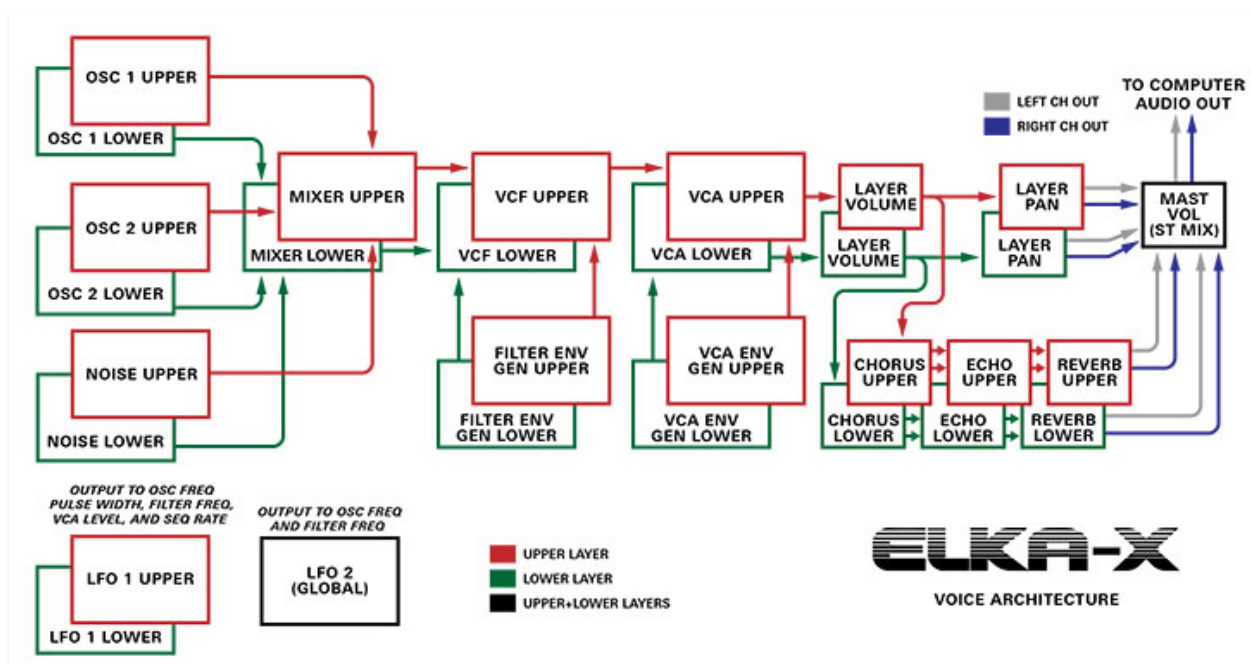 OSC 1 UPPER
OSC 1 LOWER
OSC 2 UPPER
OSC 2 LOWER
NOISE UPPER
NOISE LOWER
MIXER UPPER
MIXER LOWER
VCF UPPER
VCF LOWER
FILTER ENV
GEN UPPER
FILTER ENV
GEN LOWER
VCA UPPER
VCA LOWER
VCA ENV
GEN UPPER
VCA ENV
GEN LOWER
LAYER
VOLUME
LAYER
VOLUME
LAYER
PAN
LAYER
PAN
CHORUS
UPPER
CHORUS
LOWER
ECHO
UPPER
ECHO
LOWER
REVERB
UPPER
REVERB
LOWER
LEFT CH OUT
RIGHT CH OUT
TO COMPUTER
AUDIO OUT
MAST
VOL
(ST MIX)
OUTPUT TO OSC FREQ
PULSE WIDTH, FILTER FREQ,
VCA LEVEL, AND SEQ RATE
LFO 1 UPPER
LFO 1 LOWER
OUTPUT TO OSC FREQ
AND FILTER FREQ
LFO 2
(GLOBAL)
UPPER LAYER
LOWER LAYER
UPPER+LOWER LAYERS
ELKA-X
VOICE ARCHITECTURE